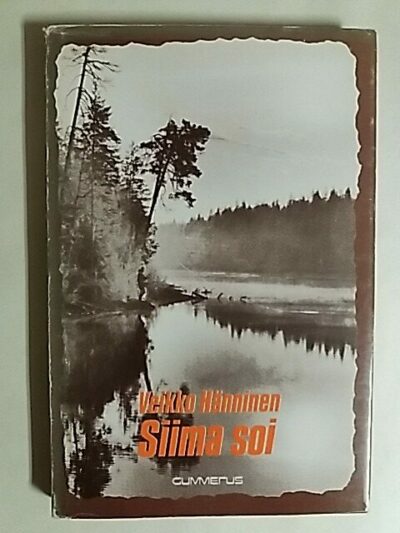 Veikko Hänninen
Siima soi
GUMMERUS